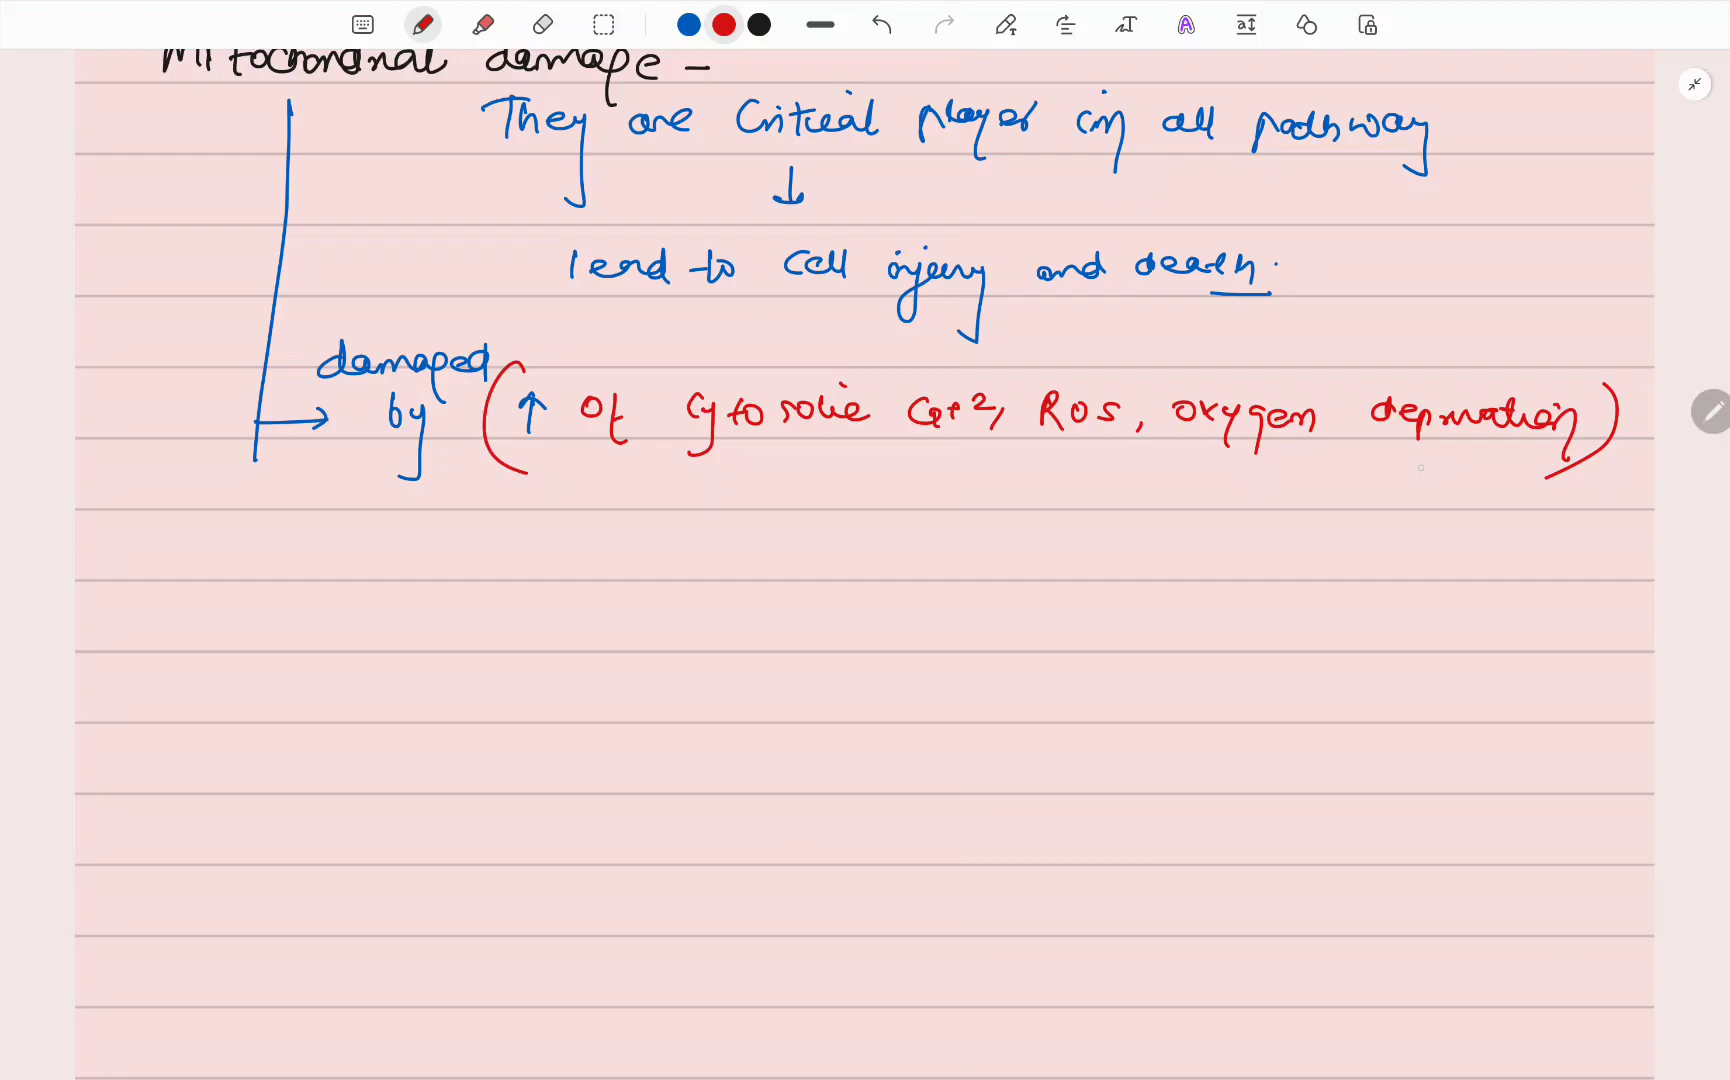 Mitochondrial damage -
They are Critical player in all pathway
↓
lead to Cell injury and death.
damaged
→ by (↑ Of Cytosolic Ca+2, ROS, oxygen deprivation)